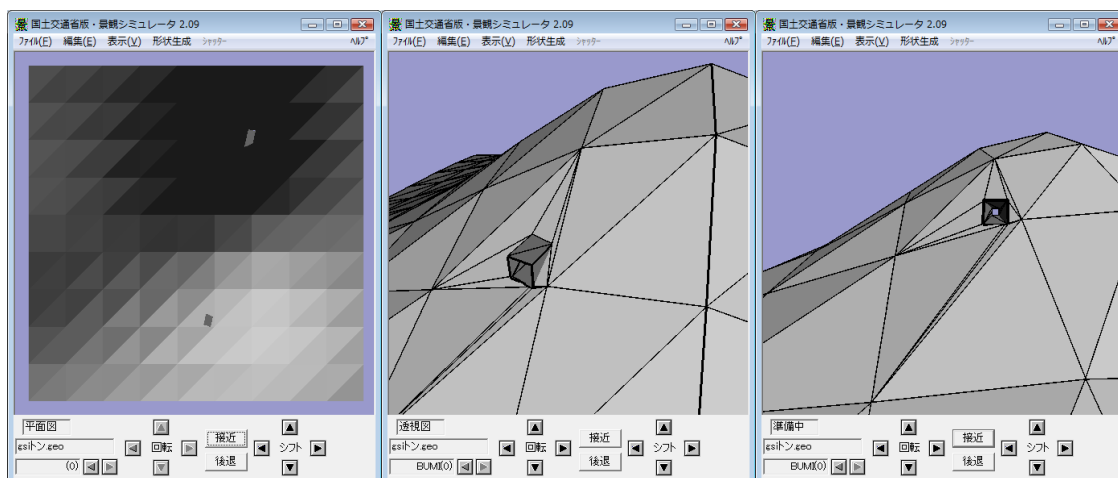 国土交通省版・景観シミュレータ 2.09
ファイル(F) 編集(E) 表示(V) 形状生成 シャッター ヘルプ
平面図
gsiトン.geo
(0)
回転
接近
後退
シフト
国土交通省版・景観シミュレータ 2.09
ファイル(F) 編集(E) 表示(V) 形状生成 シャッター ヘルプ
透視図
gsiトン.geo
BUMI(0)
回転
接近
後退
シフト
国土交通省版・景観シミュレータ 2.09
ファイル(F) 編集(E) 表示(V) 形状生成 シャッター ヘルプ
準備中
gsiトン.geo
BUMI(0)
回転
接近
後退
シフト